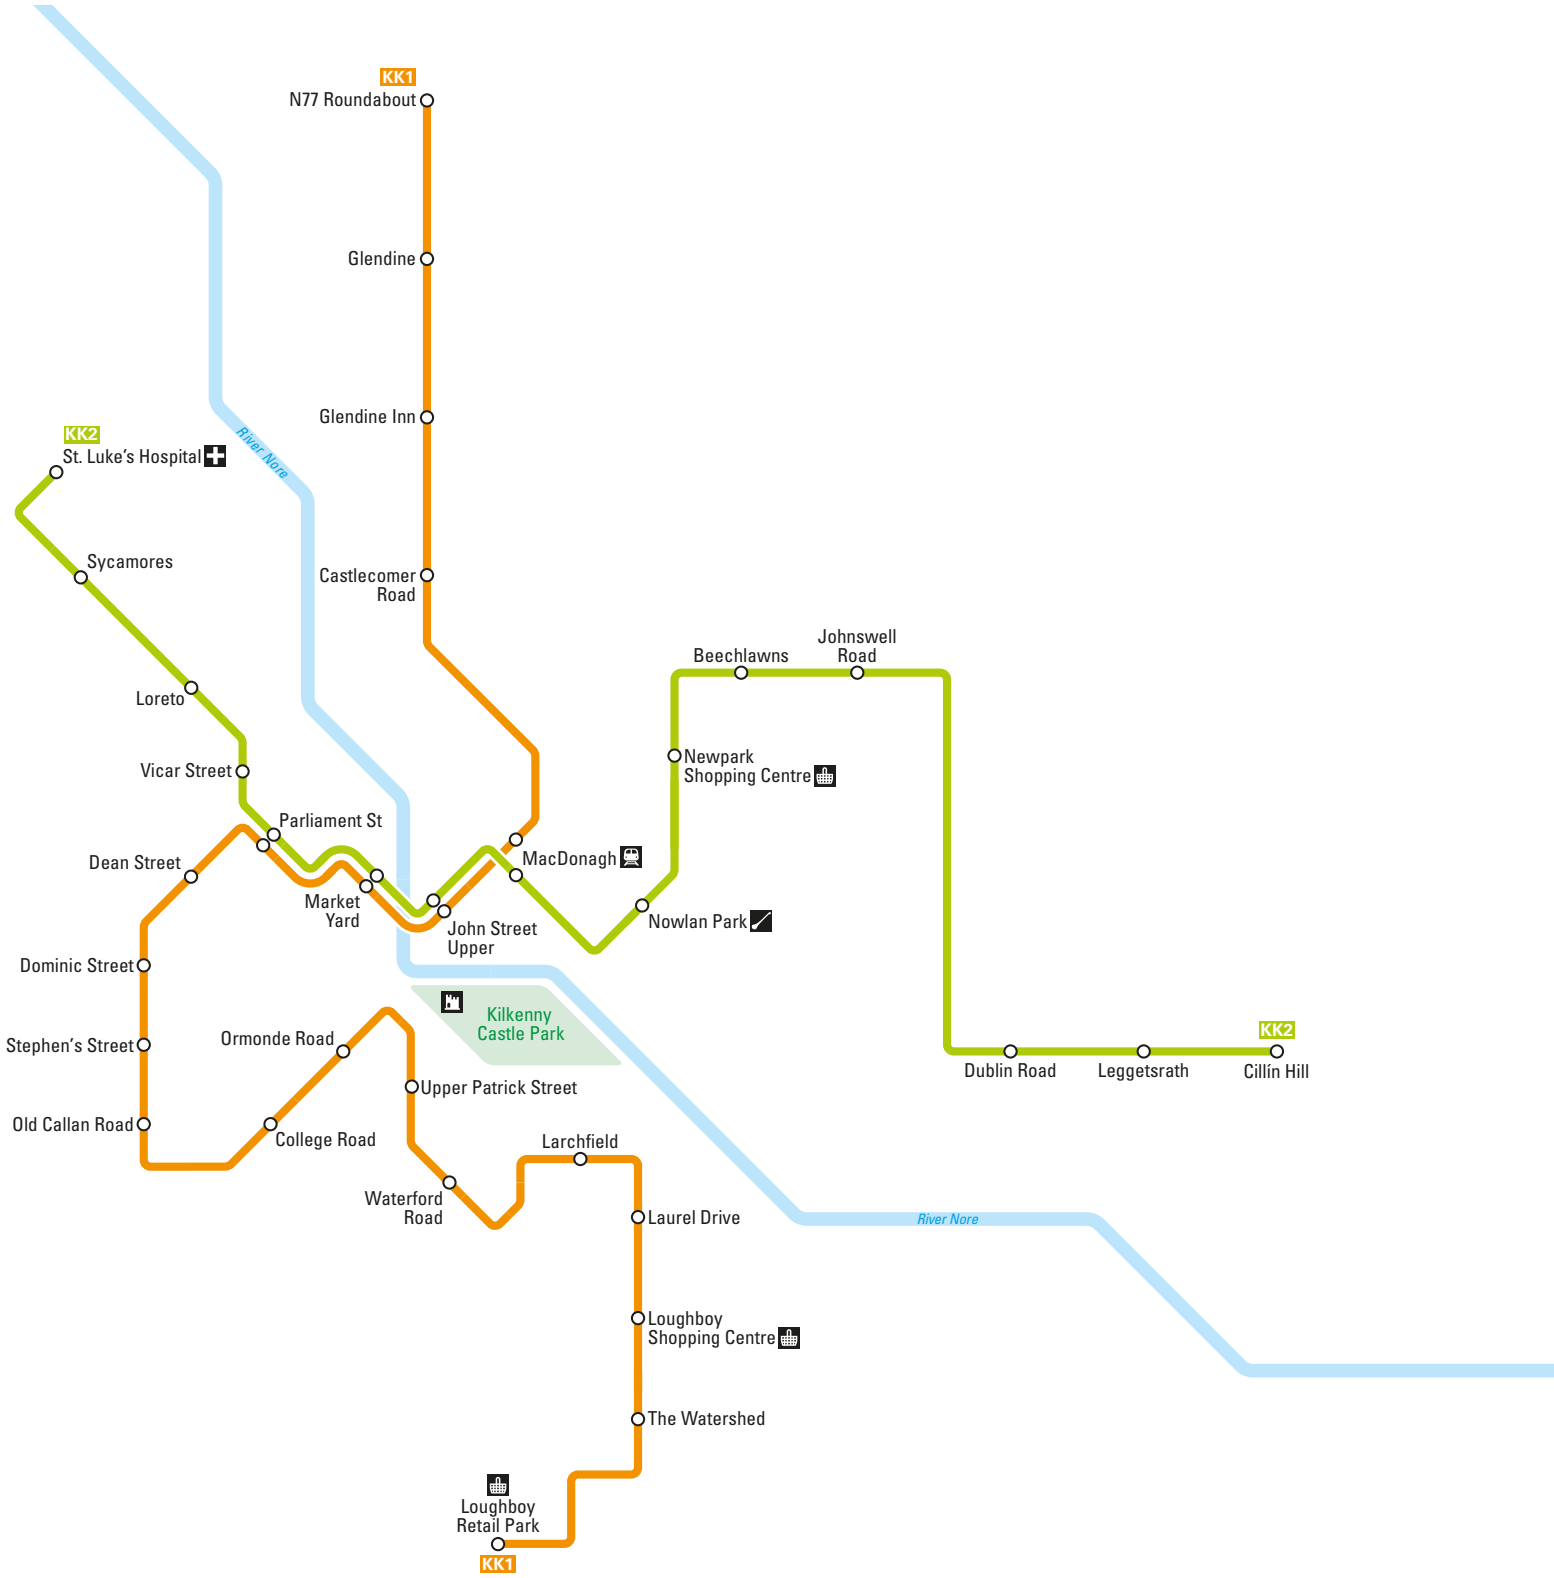 KK1
N77 Roundabout
Glendine
Glendine Inn
River Nore
KK2
St. Luke's Hospital
Sycamores
Castlecomer
Road
Loreto
Johnswell
Road
Beechlawns
Vicar Street
Newpark
Shopping Centre
Parliament St
Dean Street
MacDonagh
Market
Yard
Nowlan Park
John Street
Upper
Dominic Street
Kilkenny
Castle Park
Stephen's Street
Ormonde Road
KK2
Dublin Road
Leggetsrath
Cillín Hill
Upper Patrick Street
Old Callan Road
College Road
Larchfield
Waterford
Road
Laurel Drive
River Nore
Loughboy
Shopping Centre
The Watershed
Loughboy
Retail Park
KK1